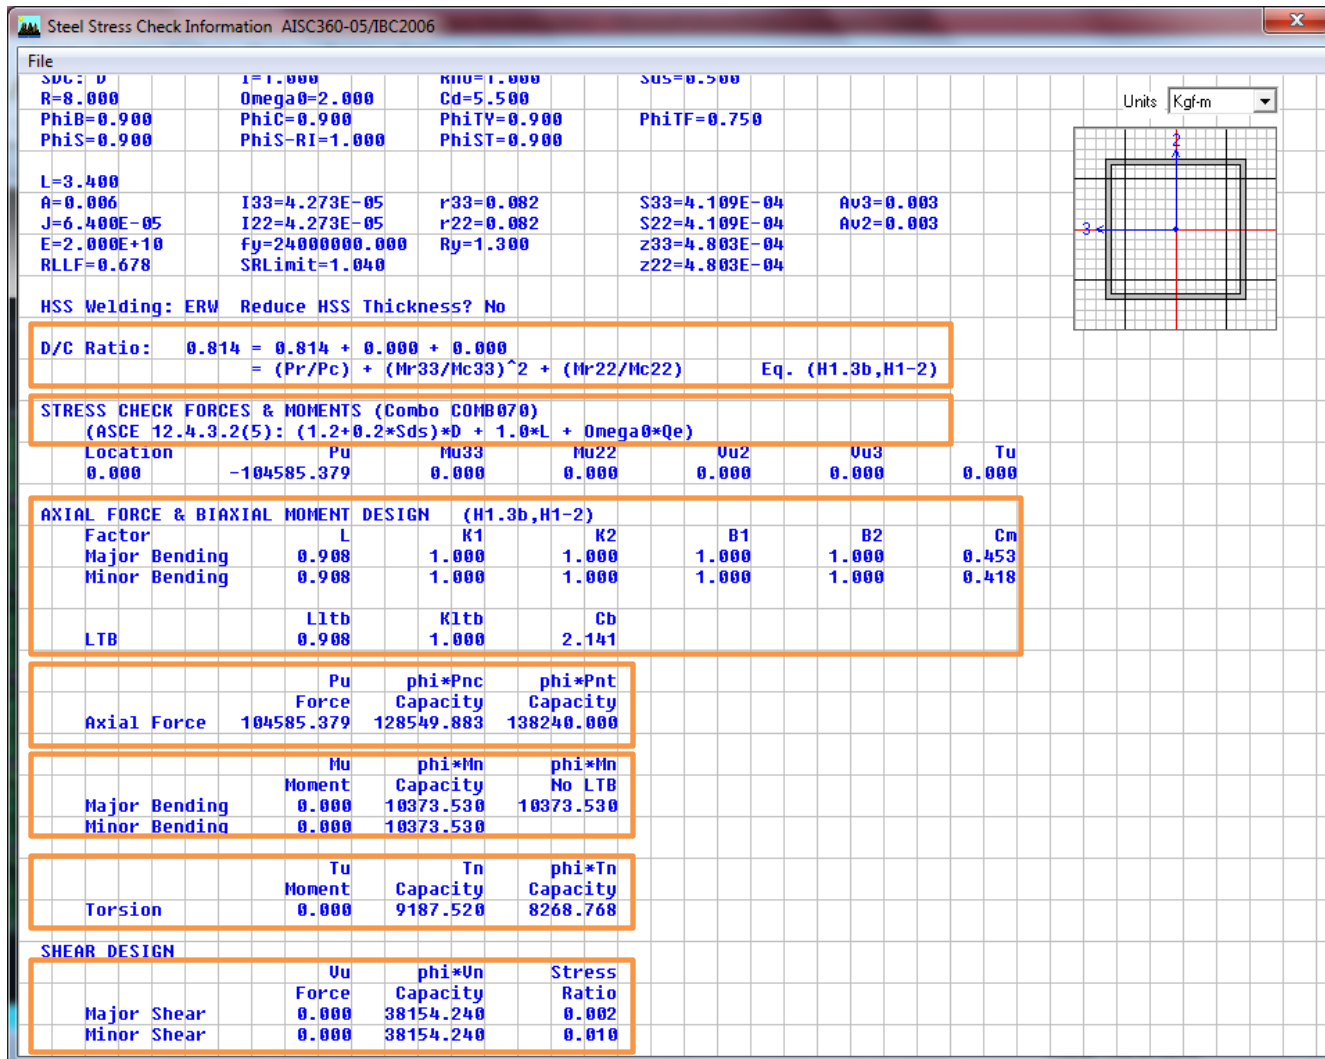 Steel Stress Check Information AISC360-05/IBC2006
File
SDC: D I=1.000 Rho=1.000 Sds=0.500
R=8.000 Omega0=2.000 Cd=5.500
PhiB=0.900 PhiC=0.900 PhiTY=0.900 PhiTF=0.750
PhiS=0.900 PhiS-RI=1.000 PhiST=0.900
Units Kgf-m
2
3
L=3.400
A=0.006 I33=4.273E-05 r33=0.082 S33=4.109E-04 Av3=0.003
J=6.400E-05 I22=4.273E-05 r22=0.082 S22=4.109E-04 Av2=0.003
E=2.000E+10 fy=24000000.000 Ry=1.300 z33=4.803E-04
RLLF=0.678 SRLimit=1.040 z22=4.803E-04
HSS Welding: ERW Reduce HSS Thickness? No
D/C Ratio: 0.814 = 0.814 + 0.000 + 0.000
= (Pr/Pc) + (Mr33/Mc33)^2 + (Mr22/Mc22) Eq. (H1.3b,H1-2)
STRESS CHECK FORCES & MOMENTS (Combo COMB070)
(ASCE 12.4.3.2(5): (1.2+0.2*Sds)*D + 1.0*L + Omega0*Qe)
Location Pu Mu33 Mu22 Vu2 Vu3 Tu
0.000 -104585.379 0.000 0.000 0.000 0.000 0.000
AXIAL FORCE & BIAXIAL MOMENT DESIGN (H1.3b,H1-2)
Factor L K1 K2 B1 B2 Cm
Major Bending 0.908 1.000 1.000 1.000 1.000 0.453
Minor Bending 0.908 1.000 1.000 1.000 1.000 0.418
Lltb Kltb Cb
LTB 0.908 1.000 2.141
Pu phi*Pnc phi*Pnt
Force Capacity Capacity
Axial Force 104585.379 128549.883 138240.000
Mu phi*Mn phi*Mn
Moment Capacity No LTB
Major Bending 0.000 10373.530 10373.530
Minor Bending 0.000 10373.530
Tu Tn phi*Tn
Moment Capacity Capacity
Torsion 0.000 9187.520 8268.768
SHEAR DESIGN
Vu phi*Vn Stress
Force Capacity Ratio
Major Shear 0.000 38154.240 0.002
Minor Shear 0.000 38154.240 0.010